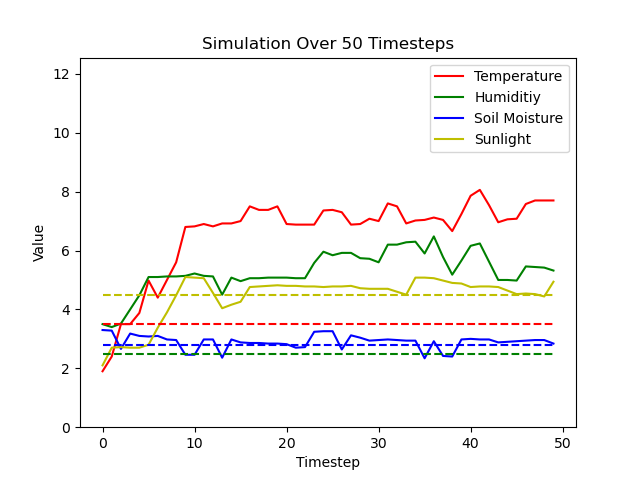 Simulation Over 50 Timesteps
Temperature
Humiditiy
Soil Moisture
Sunlight
Value
12
10
8
6
4
2
0
0 10 20 30 40 50
Timestep